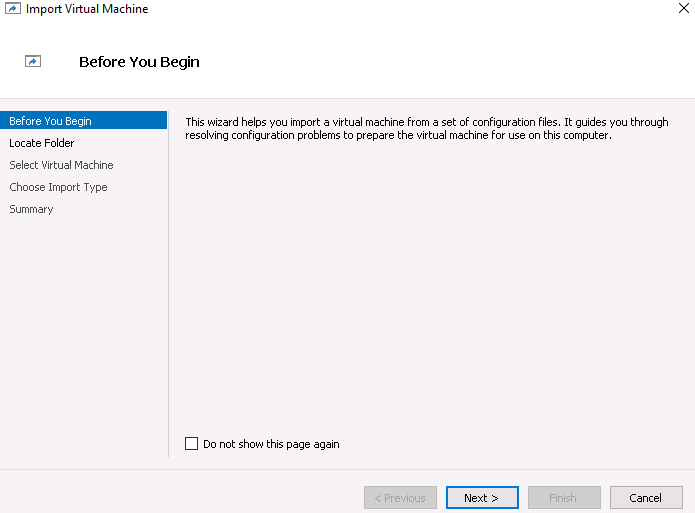 Import Virtual Machine
Before You Begin
Before You Begin
Locate Folder
Select Virtual Machine
Choose Import Type
Summary
This wizard helps you import a virtual machine from a set of configuration files. It guides you through
resolving configuration problems to prepare the virtual machine for use on this computer.
Do not show this page again
< Previous
Next >
Finish
Cancel